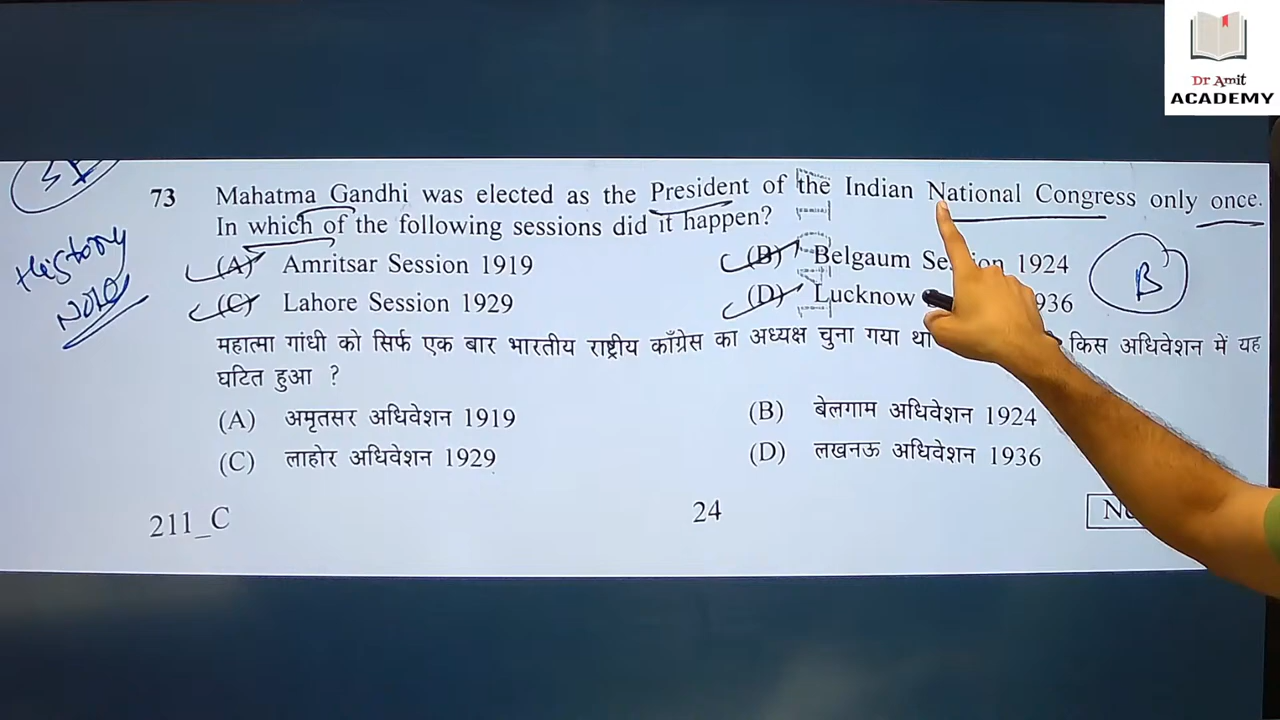 Dr Amit
ACADEMY
73 Mahatma Gandhi was elected as the President of the Indian National Congress only once.
In which of the following sessions did it happen?
(A) Amritsar Session 1919 (B) Belgaum Session 1924
(C) Lahore Session 1929 (D) Lucknow 1936
B
History
Note
महात्मा गांधी को सिर्फ एक बार भारतीय राष्ट्रीय काँग्रेस का अध्यक्ष चुना गया था किस अधिवेशन में यह
घटित हुआ ?
(A) अमृतसर अधिवेशन 1919 (B) बेलगाम अधिवेशन 1924
(C) लाहोर अधिवेशन 1929 (D) लखनऊ अधिवेशन 1936
211_C 24